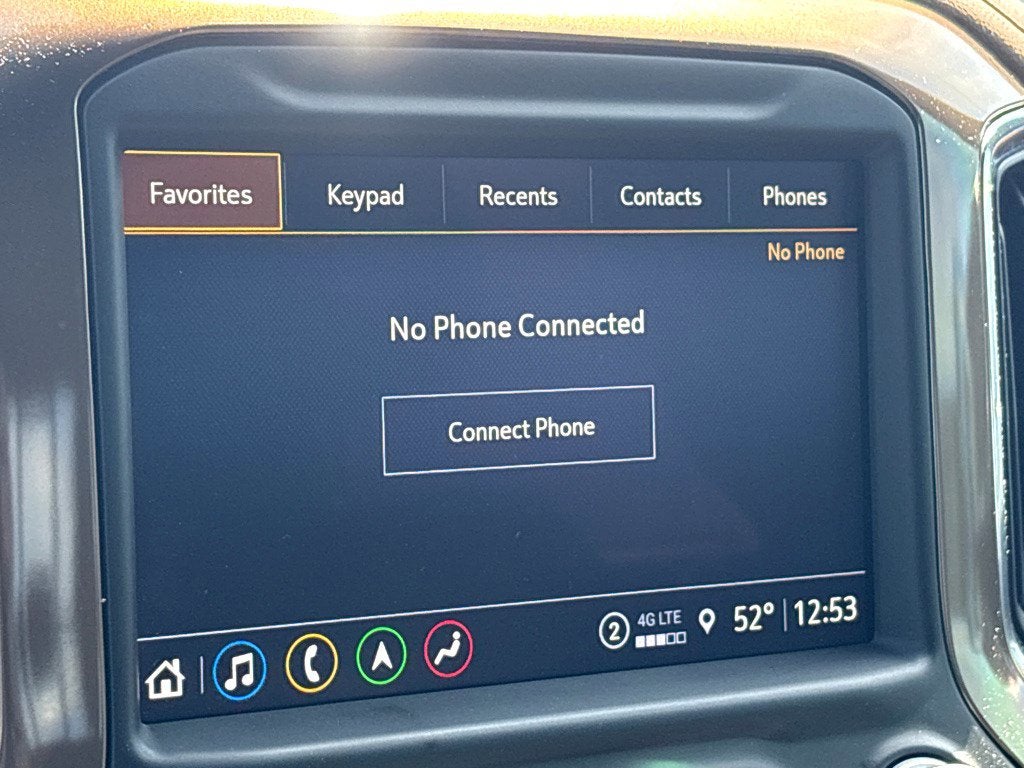 Favorites Keypad Recents Contacts Phones
No Phone
No Phone Connected
Connect Phone
2 4G LTE 52° 12:53